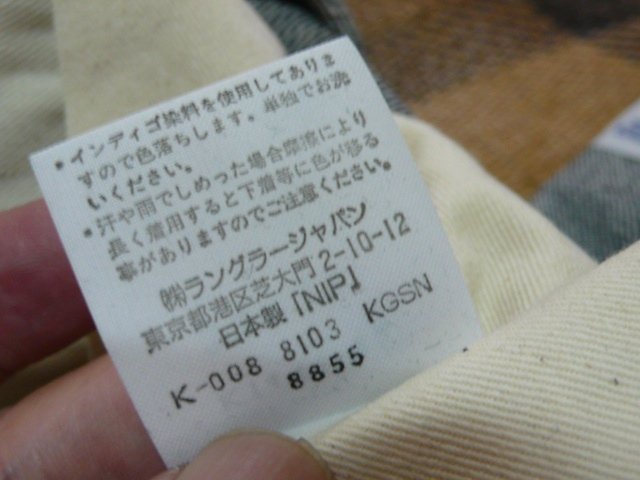 •インディゴ染料を使用してありま
すので色落ちします。単独でお洗
いください。
•汗や雨でしめった場合摩擦により
長く着用すると下着等に色が移る
事がありますのでご注意ください。
㈱ラングラージャパン
東京都港区芝大門2-10-12
日本製「NIP」
K-008 8103 KGSN
8855